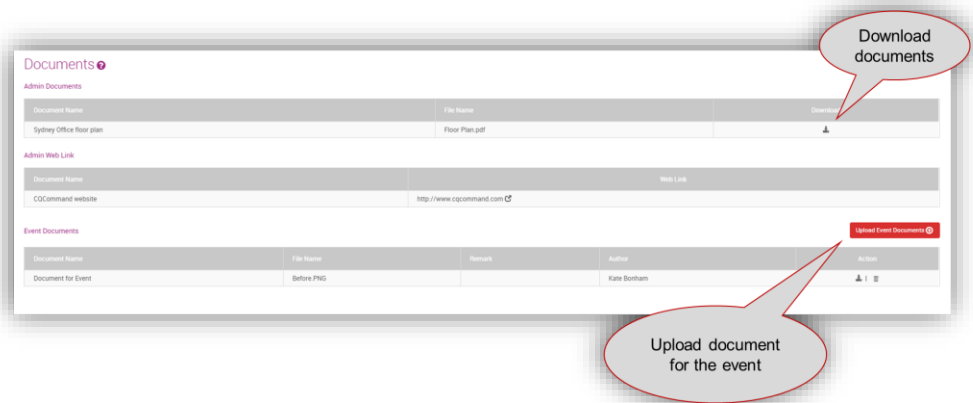 Download
documents
Documents
Admin Documents
Document Name File Name Download
Sydney Office floor plan Floor Plan.pdf
Admin Web Link
Document Name Web Link
CQCommand website http://www.cqcommand.com
Event Documents Upload Event Documents
Document Name File Name Remark Author Action
Document for Event Before.PNG Kate Bonham
Upload document
for the event